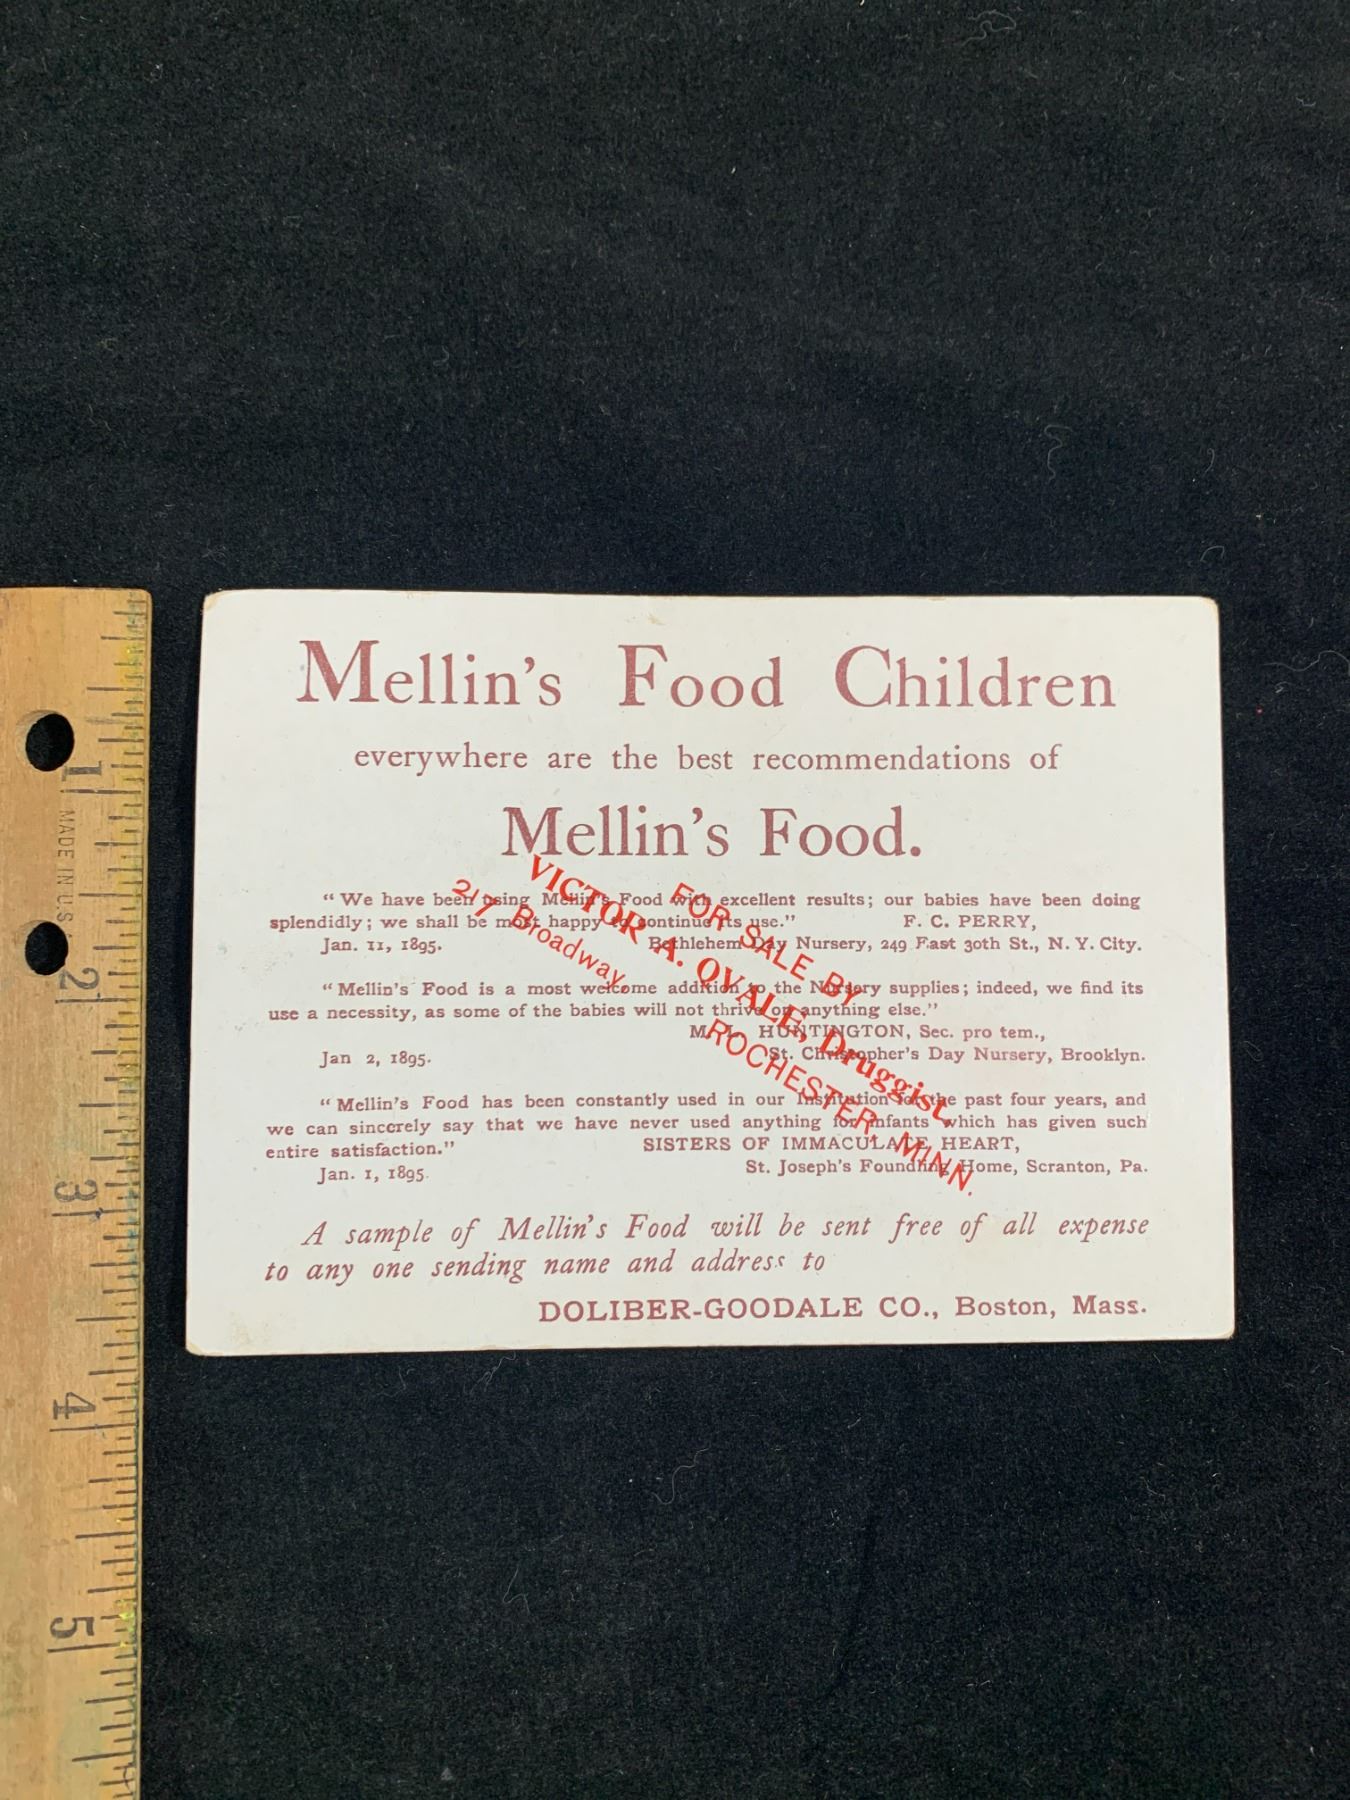 Mellin's Food Children
everywhere are the best recommendations of
Mellin's Food.
"We have been using Mellin's Food with excellent results; our babies have been doing
splendidly; we shall be most happy to continue its use." F. C. PERRY,
Jan. 11, 1895. Bethlehem Day Nursery, 249 East 30th St., N. Y. City.
"Mellin's Food is a most welcome addition to the Nursery supplies; indeed, we find its
use a necessity, as some of the babies will not thrive on anything else."
HUNTINGTON, Sec. pro tem.,
Jan 2, 1895. St. Christopher's Day Nursery, Brooklyn.
"Mellin's Food has been constantly used in our Institution for the past four years, and
we can sincerely say that we have never used anything for infants which has given such
entire satisfaction." SISTERS OF IMMACULATE HEART,
Jan. 1, 1895. St. Joseph's Foundling Home, Scranton, Pa.
A sample of Mellin's Food will be sent free of all expense
to any one sending name and address to
DOLIBER-GOODALE CO., Boston, Mass.
FOR SALE BY
VICTOR A. QVALE, Druggist,
217 Broadway,
ROCHESTER, MINN.
1
MADE IN U.S.
2
3
4
5